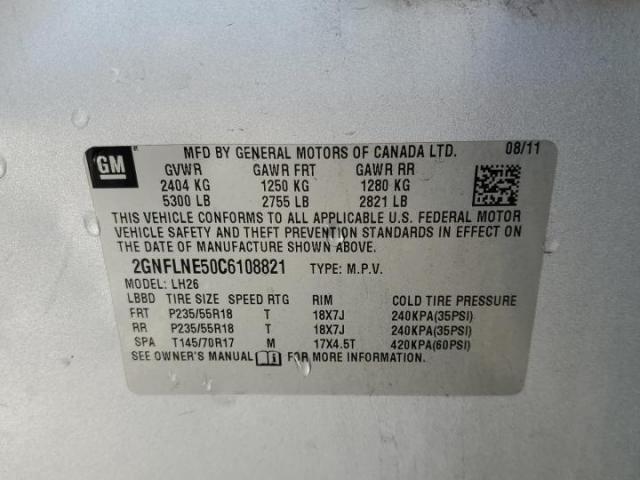 GM
MFD BY GENERAL MOTORS OF CANADA LTD. 08/11
GVWR GAWR FRT GAWR RR
2404 KG 1250 KG 1280 KG
5300 LB 2755 LB 2821 LB
THIS VEHICLE CONFORMS TO ALL APPLICABLE U.S. FEDERAL MOTOR
VEHICLE SAFETY AND THEFT PREVENTION STANDARDS IN EFFECT ON
THE DATE OF MANUFACTURE SHOWN ABOVE.
2GNFLNE50C6108821 TYPE: M.P.V.
MODEL: LH26
LBBD TIRE SIZE SPEED RTG RIM COLD TIRE PRESSURE
FRT P235/55R18 T 18X7J 240KPA(35PSI)
RR P235/55R18 T 18X7J 240KPA(35PSI)
SPA T145/70R17 M 17X4.5T 420KPA(60PSI)
SEE OWNER'S MANUAL FOR MORE INFORMATION.